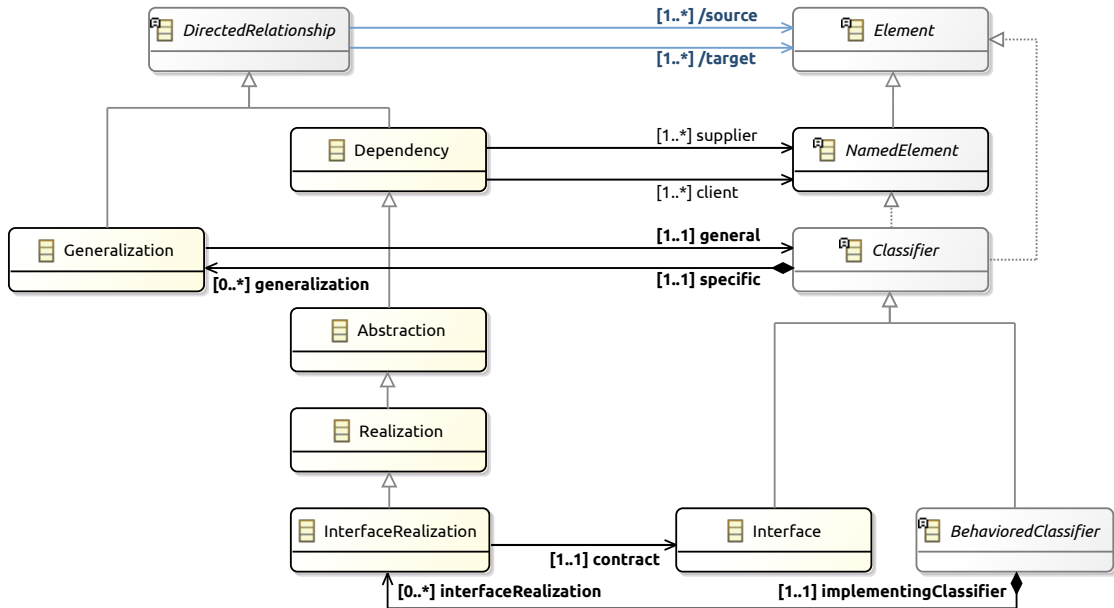 DirectedRelationship
[1..*] /source
Element
[1..*] /target
Dependency
[1..*] supplier
NamedElement
[1..*] client
Generalization
[1..1] general
Classifier
[0..*] generalization
[1..1] specific
Abstraction
Realization
InterfaceRealization
Interface
BehavioredClassifier
[1..1] contract
[0..*] interfaceRealization
[1..1] implementingClassifier